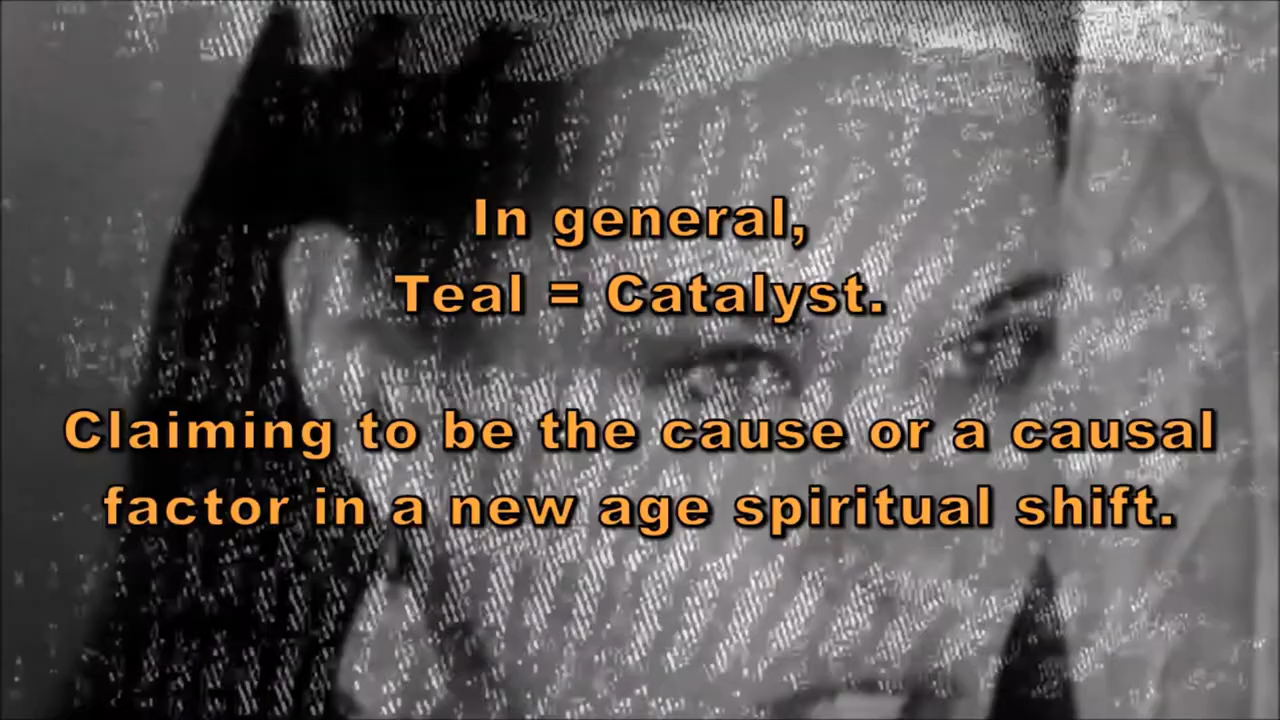 In general,
Teal = Catalyst.
Claiming to be the cause or a causal
factor in a new age spiritual shift.